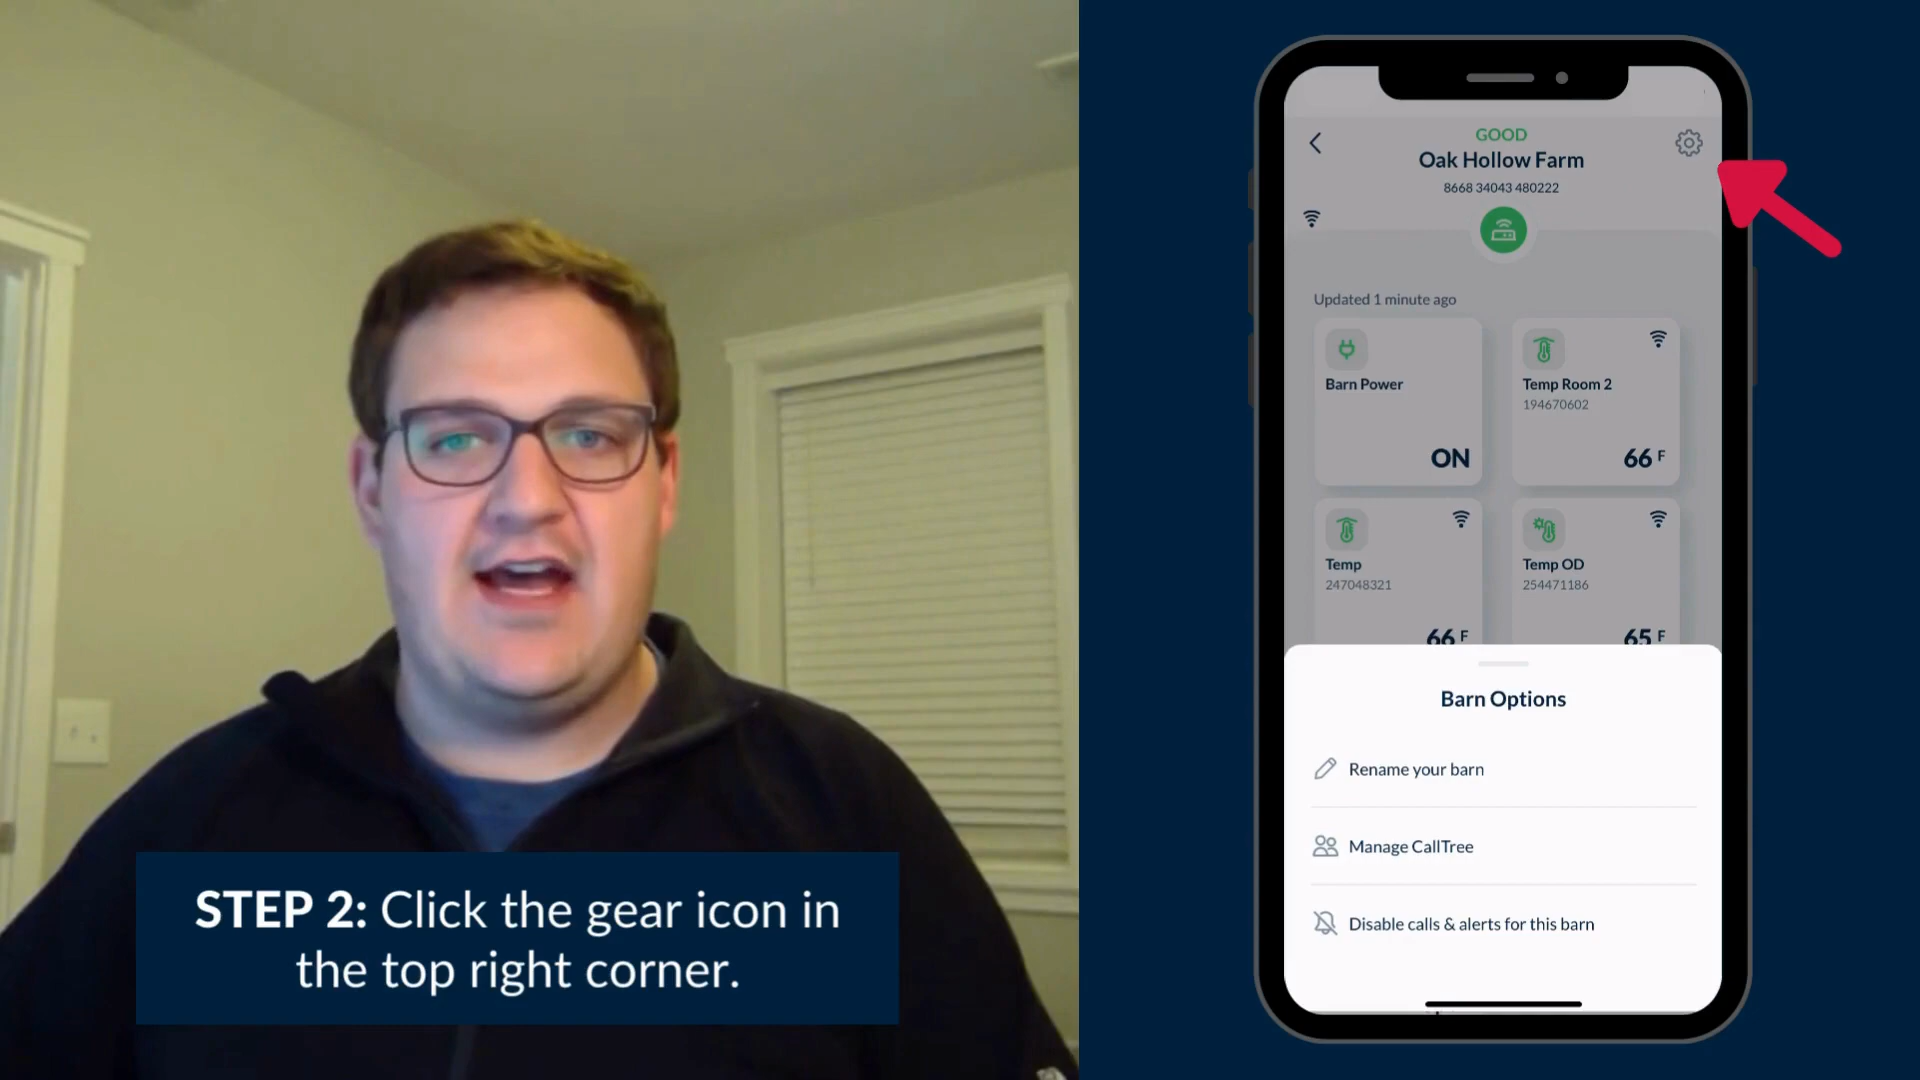 STEP 2: Click the gear icon in
the top right corner.
GOOD
Oak Hollow Farm
8668 34043 480222
Updated 1 minute ago
Barn Power
ON
Temp Room 2
194670602
66 F
Temp
247048321
66 F
Temp OD
254471186
65 F
Barn Options
Rename your barn
Manage CallTree
Disable calls & alerts for this barn